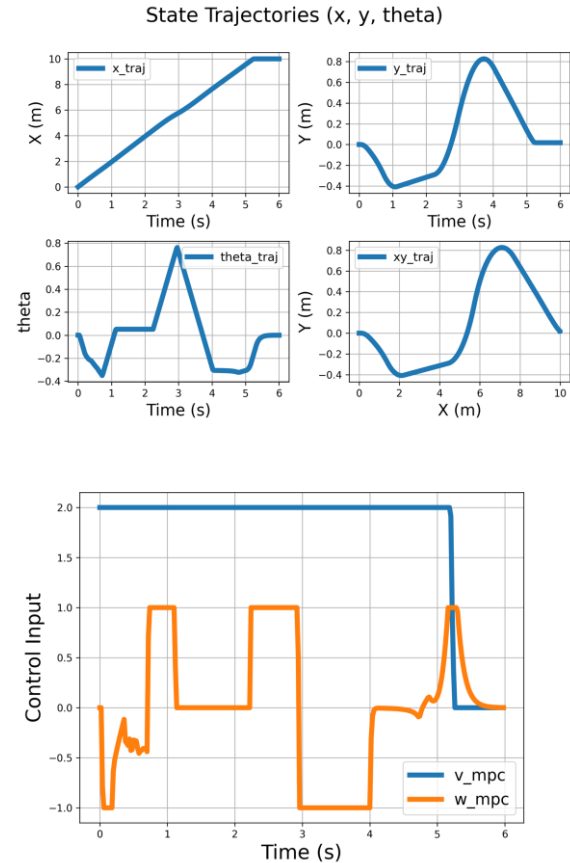 State Trajectories (x, y, theta)
10
8
6
4
2
0
X (m)
x_traj
0 1 2 3 4 5 6
Time (s)
0.8
0.6
0.4
0.2
0.0
−0.2
−0.4
Y (m)
y_traj
0 1 2 3 4 5 6
Time (s)
0.8
0.6
0.4
0.2
0.0
−0.2
−0.4
theta
theta_traj
0 1 2 3 4 5 6
Time (s)
0.8
0.6
0.4
0.2
0.0
−0.2
−0.4
Y (m)
xy_traj
0 2 4 6 8 10
X (m)
2.0
1.5
1.0
0.5
0.0
−0.5
−1.0
Control Input
v_mpc
w_mpc
0 1 2 3 4 5 6
Time (s)